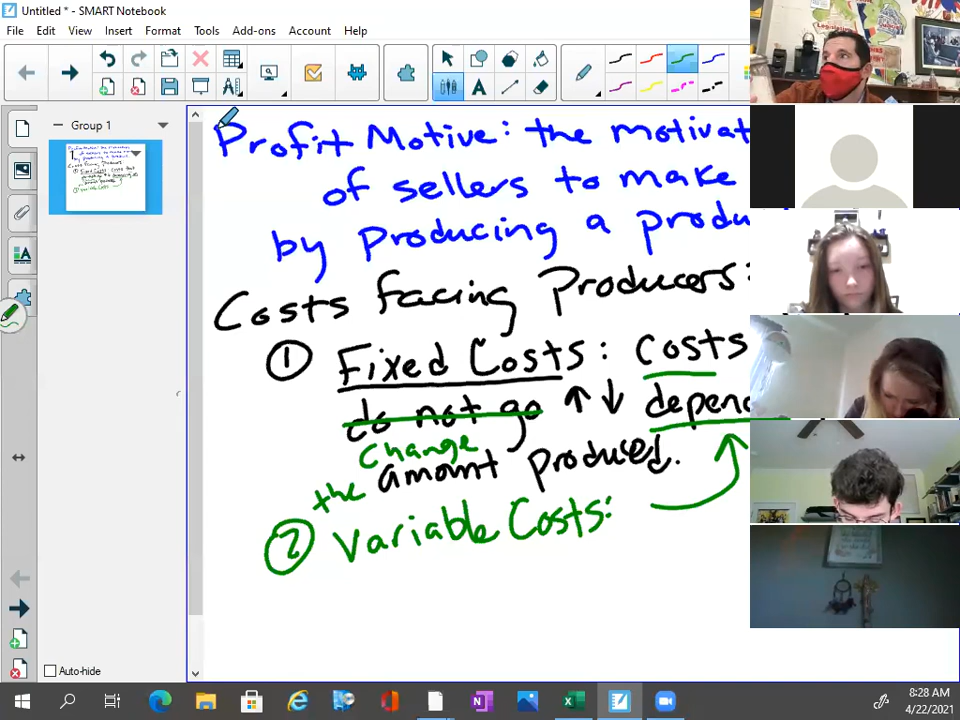 Untitled * - SMART Notebook
File Edit View Insert Format Tools Add-ons Account Help
Group 1
Profit Motive: the motivat
of sellers to make
by producing a produ
Costs facing Producers:
① Fixed Costs: costs
do not go ↑ ↓ depend
change
the amount produced.
② Variable Costs:
Auto-hide
8:28 AM
4/22/2021